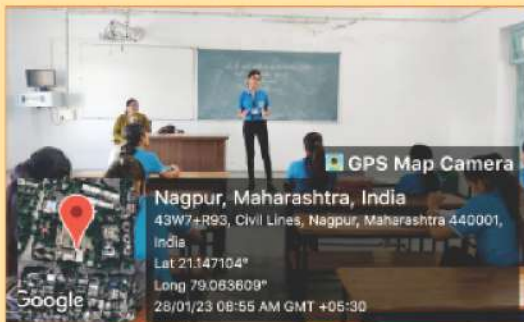 GPS Map Camera
Nagpur, Maharashtra, India
43W7+R93, Civil Lines, Nagpur, Maharashtra 440001,
India
Lat 21.147104°
Long 79.063609°
28/01/23 08:55 AM GMT +05:30
Google